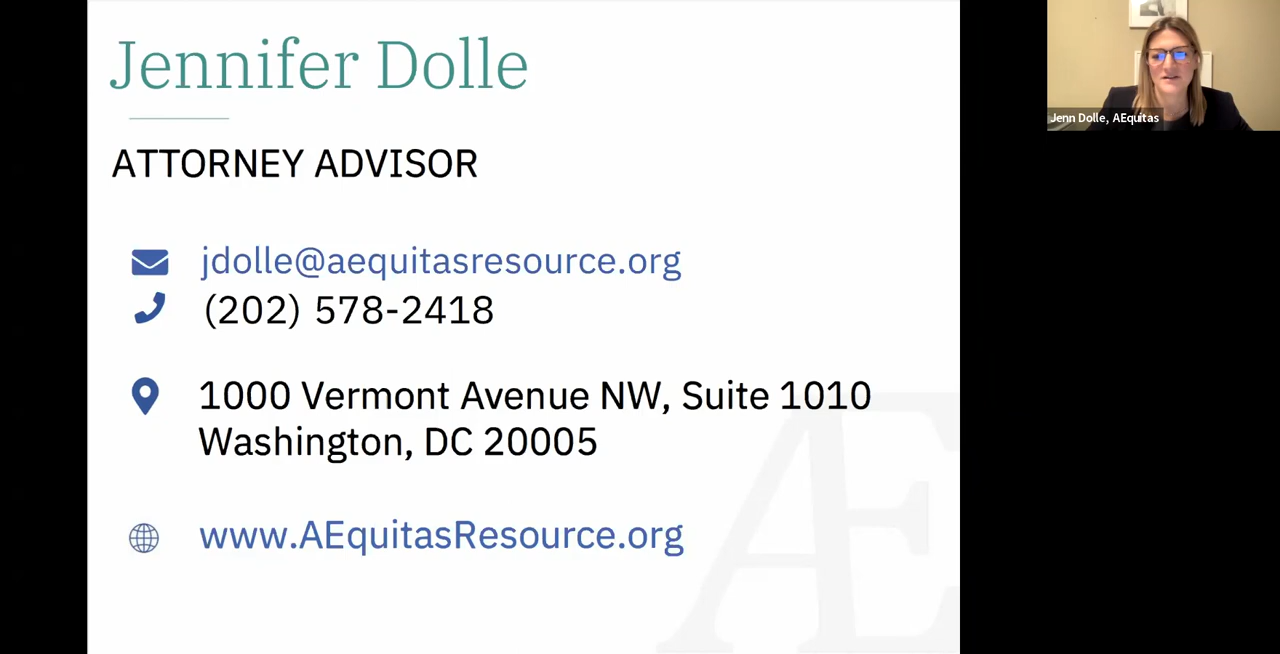 Jennifer Dolle
ATTORNEY ADVISOR
jdolle@aequitasresource.org
(202) 578-2418
1000 Vermont Avenue NW, Suite 1010
Washington, DC 20005
www.AEquitasResource.org
Æ
Jenn Dolle, AEquitas